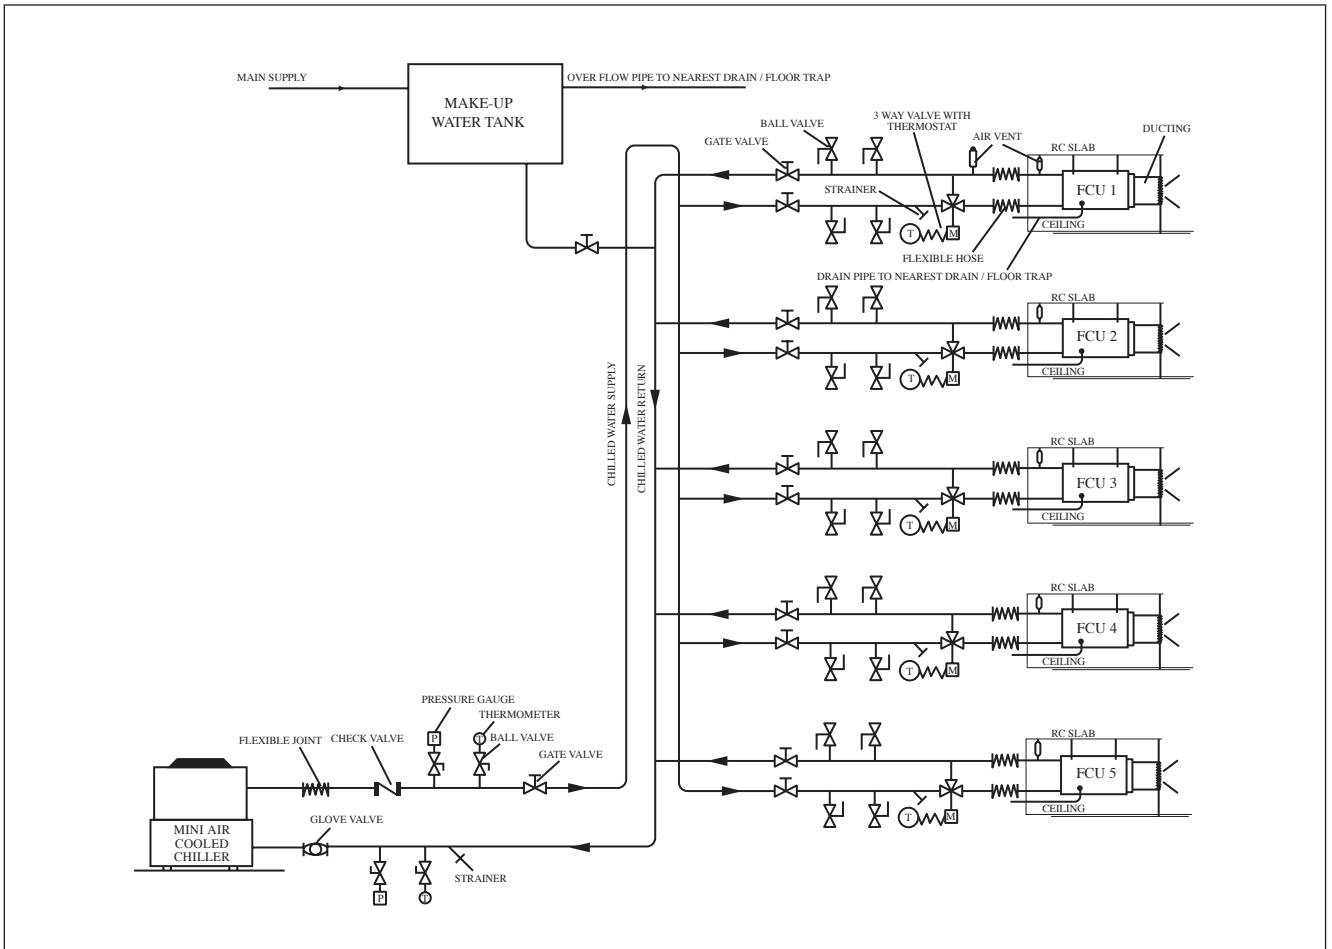 MAIN SUPPLY
MAKE-UP
WATER TANK
OVER FLOW PIPE TO NEAREST DRAIN / FLOOR TRAP
GATE VALVE
BALL VALVE
3 WAY VALVE WITH
THERMOSTAT
AIR VENT
RC SLAB
DUCTING
STRAINER
FCU 1
T
M
CEILING
FLEXIBLE HOSE
DRAIN PIPE TO NEAREST DRAIN / FLOOR TRAP
RC SLAB
FCU 2
T
M
CEILING
CHILLED WATER SUPPLY
CHILLED WATER RETURN
RC SLAB
FCU 3
T
M
CEILING
RC SLAB
FCU 4
T
M
CEILING
RC SLAB
FCU 5
T
M
CEILING
PRESSURE GAUGE
THERMOMETER
FLEXIBLE JOINT
CHECK VALVE
P
T
BALL VALVE
GATE VALVE
MINI AIR
COOLED
CHILLER
GLOVE VALVE
STRAINER
P
T